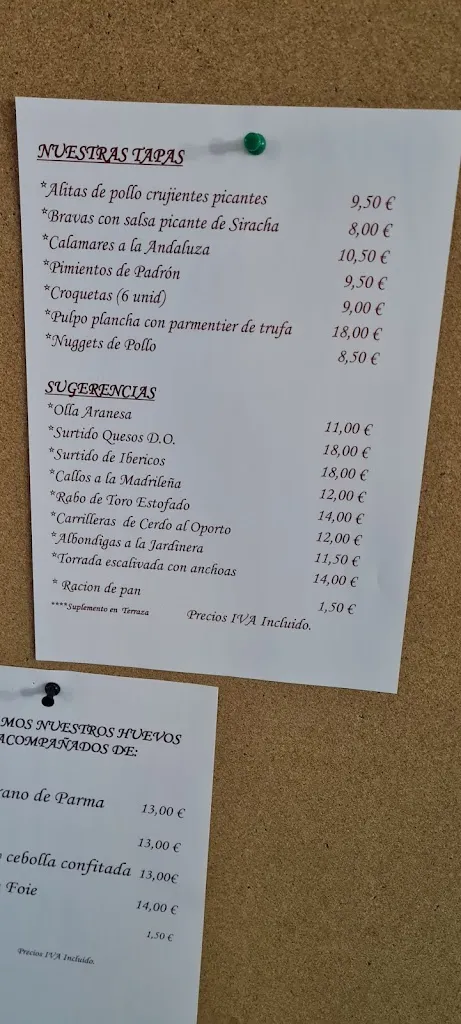 NUESTRAS TAPAS
*Alitas de pollo crujientes picantes 9,50 €
*Bravas con salsa picante de Siracha 8,00 €
*Calamares a la Andaluza 10,50 €
*Pimientos de Padrón 9,50 €
*Croquetas (6 unid) 9,00 €
*Pulpo plancha con parmentier de trufa 18,00 €
*Nuggets de Pollo 8,50 €
SUGERENCIAS
*Olla Aranesa 11,00 €
*Surtido Quesos D.O. 18,00 €
*Surtido de Ibericos 18,00 €
*Callos a la Madrileña 12,00 €
*Rabo de Toro Estofado 14,00 €
*Carrilleras de Cerdo al Oporto 12,00 €
*Albondigas a la Jardinera 11,50 €
*Torrada escalivada con anchoas 14,00 €
* Racion de pan 1,50 €
****Suplemento en Terraza Precios IVA Incluido.
MOS NUESTROS HUEVOS
ACOMPAÑADOS DE:
rano de Parma 13,00 €
13,00 €
cebolla confitada 13,00€
Foie 14,00 €
1,50 €
Precios IVA Incluido.